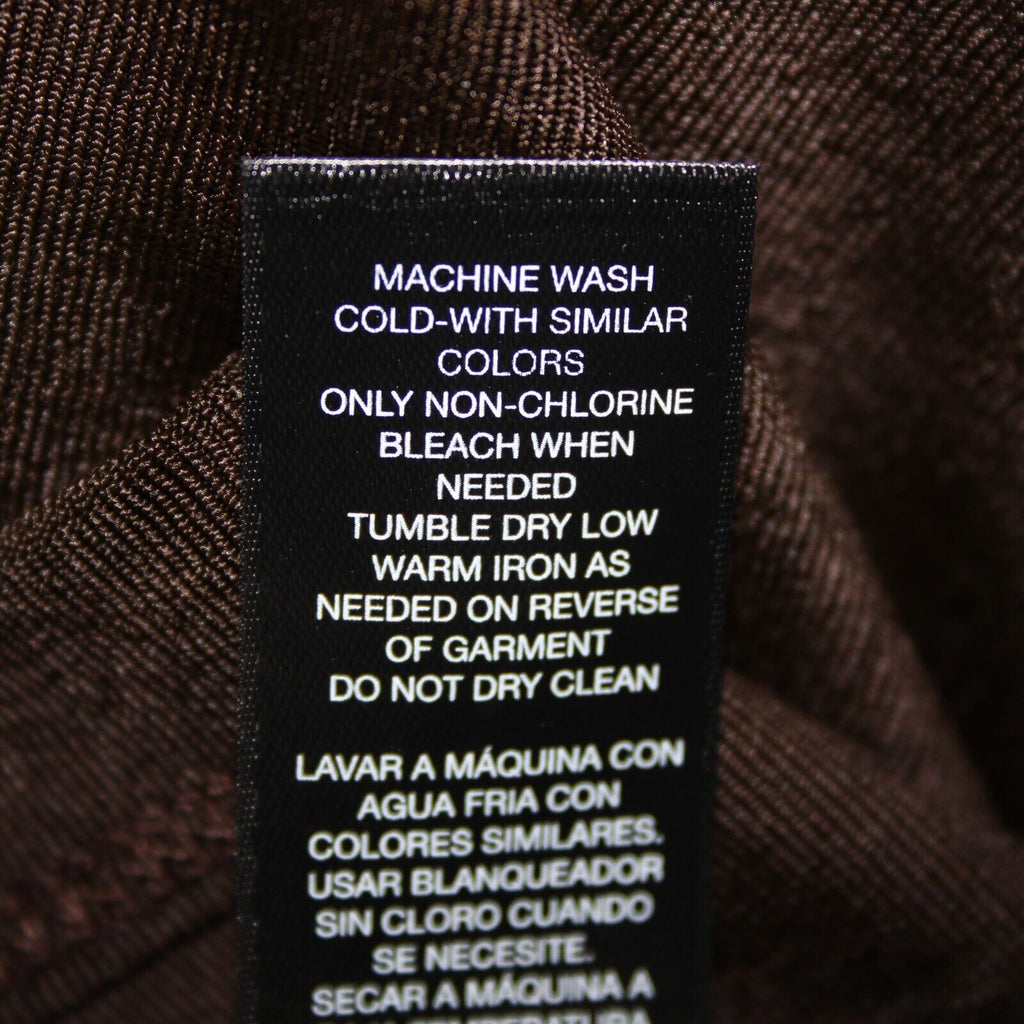 MACHINE WASH
COLD-WITH SIMILAR
COLORS
ONLY NON-CHLORINE
BLEACH WHEN
NEEDED
TUMBLE DRY LOW
WARM IRON AS
NEEDED ON REVERSE
OF GARMENT
DO NOT DRY CLEAN
LAVAR A MÁQUINA CON
AGUA FRIA CON
COLORES SIMILARES.
USAR BLANQUEADOR
SIN CLORO CUANDO
SE NECESITE.
SECAR A MÁQUINA A
TEMPERATURA